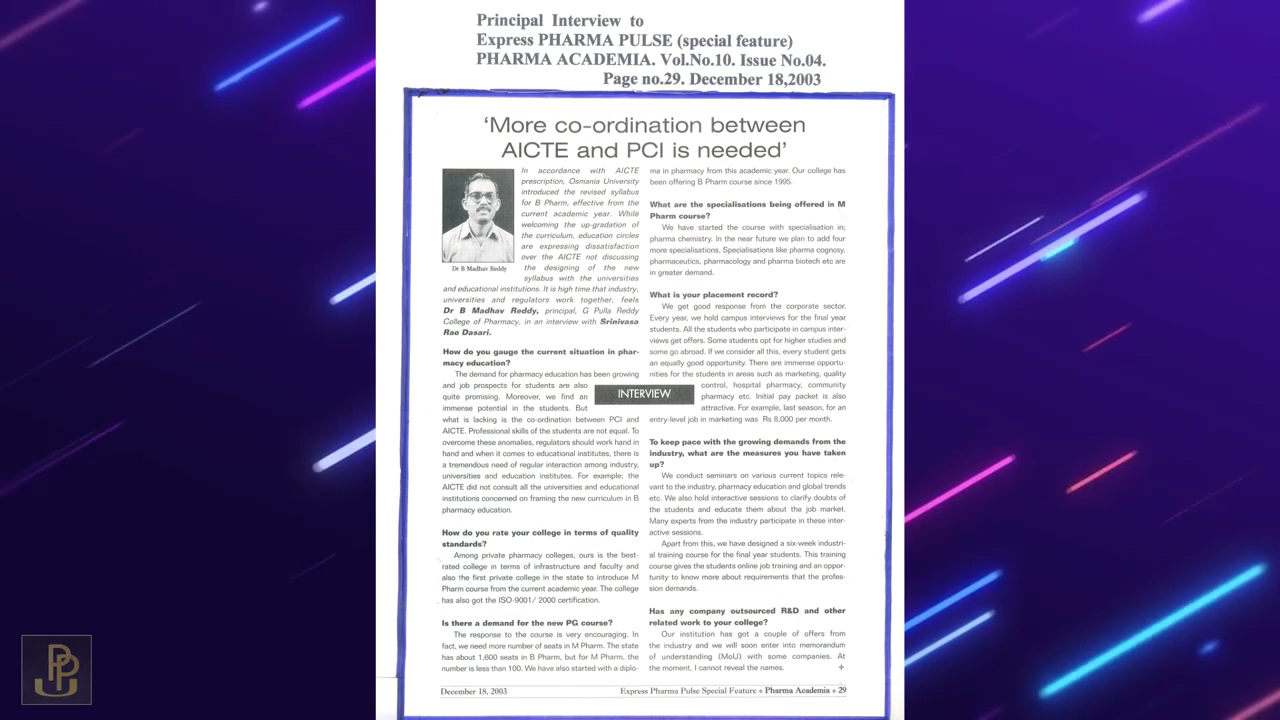 Principal Interview to
Express PHARMA PULSE (special feature)
PHARMA ACADEMIA. Vol.No.10. Issue No.04.
Page no.29. December 18,2003
‘More co-ordination between
AICTE and PCI is needed’
In accordance with AICTE
prescription, Osmania University
introduced the revised syllabus
for B Pharm, effective from the
current academic year. While
welcoming the up-gradation of
the curriculum, education circles
are expressing dissatisfaction
over the AICTE not discussing
the designing of the new
syllabus with the universities
and educational institutions. It is high time that industry,
universities and regulators work together, feels
Dr B Madhav Reddy, principal, G Pulla Reddy
College of Pharmacy, in an interview with Srinivasa
Rao Dasari.
Dr B Madhav Reddy
How do you gauge the current situation in phar-
macy education?
The demand for pharmacy education has been growing
and job prospects for students are also
quite promising. Moreover, we find an
immense potential in the students. But
what is lacking is the co-ordination between PCI and
AICTE. Professional skills of the students are not equal. To
overcome these anomalies, regulators should work hand in
hand and when it comes to educational institutes, there is
a tremendous need of regular interaction among industry,
universities and education institutes. For example; the
AICTE did not consult all the universities and educational
institutions concerned on framing the new curriculum in B
pharmacy education.
How do you rate your college in terms of quality
standards?
Among private pharmacy colleges, ours is the best-
rated college in terms of infrastructure and faculty and
also the first private college in the state to introduce M
Pharm course from the current academic year. The college
has also got the ISO-9001/ 2000 certification.
Is there a demand for the new PG course?
The response to the course is very encouraging. In
fact, we need more number of seats in M Pharm. The state
has about 1,600 seats in B Pharm, but for M Pharm, the
number is less than 100. We have also started with a diplo-
ma in pharmacy from this academic year. Our college has
been offering B Pharm course since 1995.
What are the specialisations being offered in M
Pharm course?
We have started the course with specialisation in;
pharma chemistry. In the near future we plan to add four
more specialisations. Specialisations like pharma cognosy,
pharmaceutics, pharmacology and pharma biotech etc are
in greater demand.
What is your placement record?
We get good response from the corporate sector.
Every year, we hold campus interviews for the final year
students. All the students who participate in campus inter-
views get offers. Some students opt for higher studies and
some go abroad. If we consider all this, every student gets
an equally good opportunity. There are immense opportu-
nities for the students in areas such as marketing, quality
control, hospital pharmacy, community
pharmacy etc. Initial pay packet is also
attractive. For example, last season, for an
entry-level job in marketing was Rs 8,000 per month.
INTERVIEW
To keep pace with the growing demands from the
industry, what are the measures you have taken
up?
We conduct seminars on various current topics rele-
vant to the industry, pharmacy education and global trends
etc. We also hold interactive sessions to clarify doubts of
the students and educate them about the job market.
Many experts from the industry participate in these inter-
active sessions.
Apart from this, we have designed a six-week industri-
al training course for the final year students. This training
course gives the students online job training and an oppor-
tunity to know more about requirements that the profes-
sion demands.
Has any company outsourced R&D and other
related work to your college?
Our institution has got a couple of offers from
the industry and we will soon enter into memorandum
of understanding (MoU) with some companies. At
the moment, I cannot reveal the names.
December 18, 2003
Express Pharma Pulse Special Feature • Pharma Academia • 29